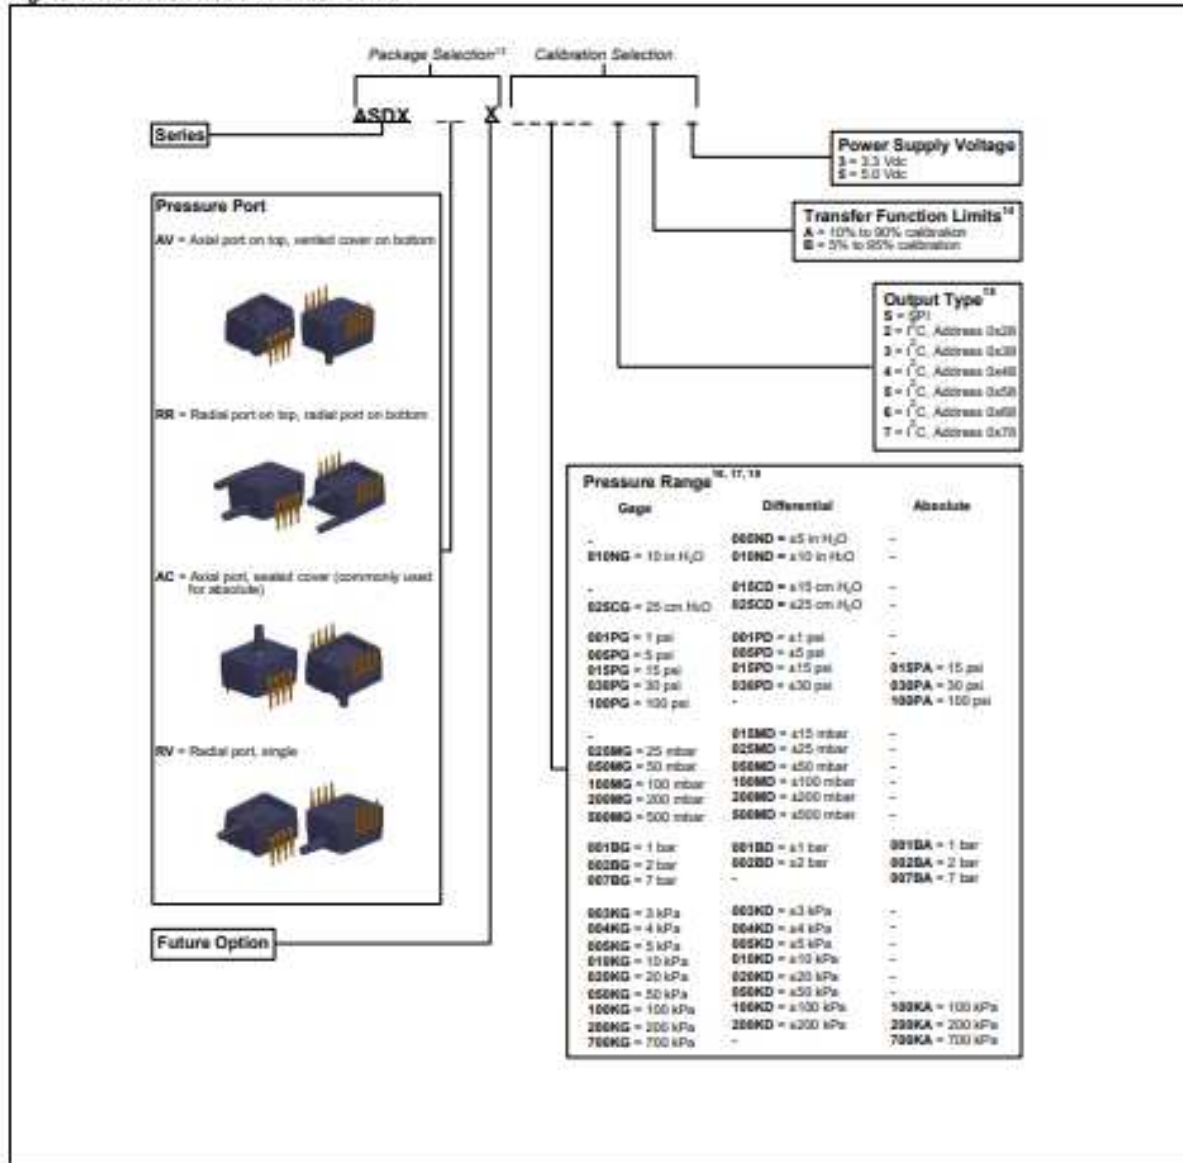 Package Selection¹³ Calibration Selection
ASDX _ _ X _ _ _ _ _ _ _ _
Series
Power Supply Voltage
3 = 3.3 Vdc
5 = 5.0 Vdc
Pressure Port
AV = Axial port on top, vented cover on bottom
RR = Radial port on top, radial port on bottom
AC = Axial port, sealed cover (commonly used
for absolute)
RV = Radial port, single
Future Option
Transfer Function Limits¹⁴
A = 10% to 90% calibration
B = 5% to 95% calibration
Output Type¹⁵
S = SPI
2 = I²C, Address 0x28
3 = I²C, Address 0x38
4 = I²C, Address 0x48
5 = I²C, Address 0x58
6 = I²C, Address 0x68
7 = I²C, Address 0x78
Pressure Range¹⁶, ¹⁷, ¹⁸
Gage Differential Absolute
- 005ND = ±5 in H₂O -
010NG = 10 in H₂O 010ND = ±10 in H₂O -
- 015CD = ±15 cm H₂O -
025CG = 25 cm H₂O 025CD = ±25 cm H₂O -
001PG = 1 psi 001PD = ±1 psi -
005PG = 5 psi 005PD = ±5 psi -
015PG = 15 psi 015PD = ±15 psi 015PA = 15 psi
030PG = 30 psi 030PD = ±30 psi 030PA = 30 psi
100PG = 100 psi - 100PA = 100 psi
- 015MD = ±15 mbar -
025MG = 25 mbar 025MD = ±25 mbar -
050MG = 50 mbar 050MD = ±50 mbar -
100MG = 100 mbar 100MD = ±100 mbar -
200MG = 200 mbar 200MD = ±200 mbar -
500MG = 500 mbar 500MD = ±500 mbar -
001BG = 1 bar 001BD = ±1 bar 001BA = 1 bar
002BG = 2 bar 002BD = ±2 bar 002BA = 2 bar
007BG = 7 bar - 007BA = 7 bar
003KG = 3 kPa 003KD = ±3 kPa -
004KG = 4 kPa 004KD = ±4 kPa -
005KG = 5 kPa 005KD = ±5 kPa -
010KG = 10 kPa 010KD = ±10 kPa -
020KG = 20 kPa 020KD = ±20 kPa -
050KG = 50 kPa 050KD = ±50 kPa -
100KG = 100 kPa 100KD = ±100 kPa 100KA = 100 kPa
200KG = 200 kPa 200KD = ±200 kPa 200KA = 200 kPa
700KG = 700 kPa - 700KA = 700 kPa